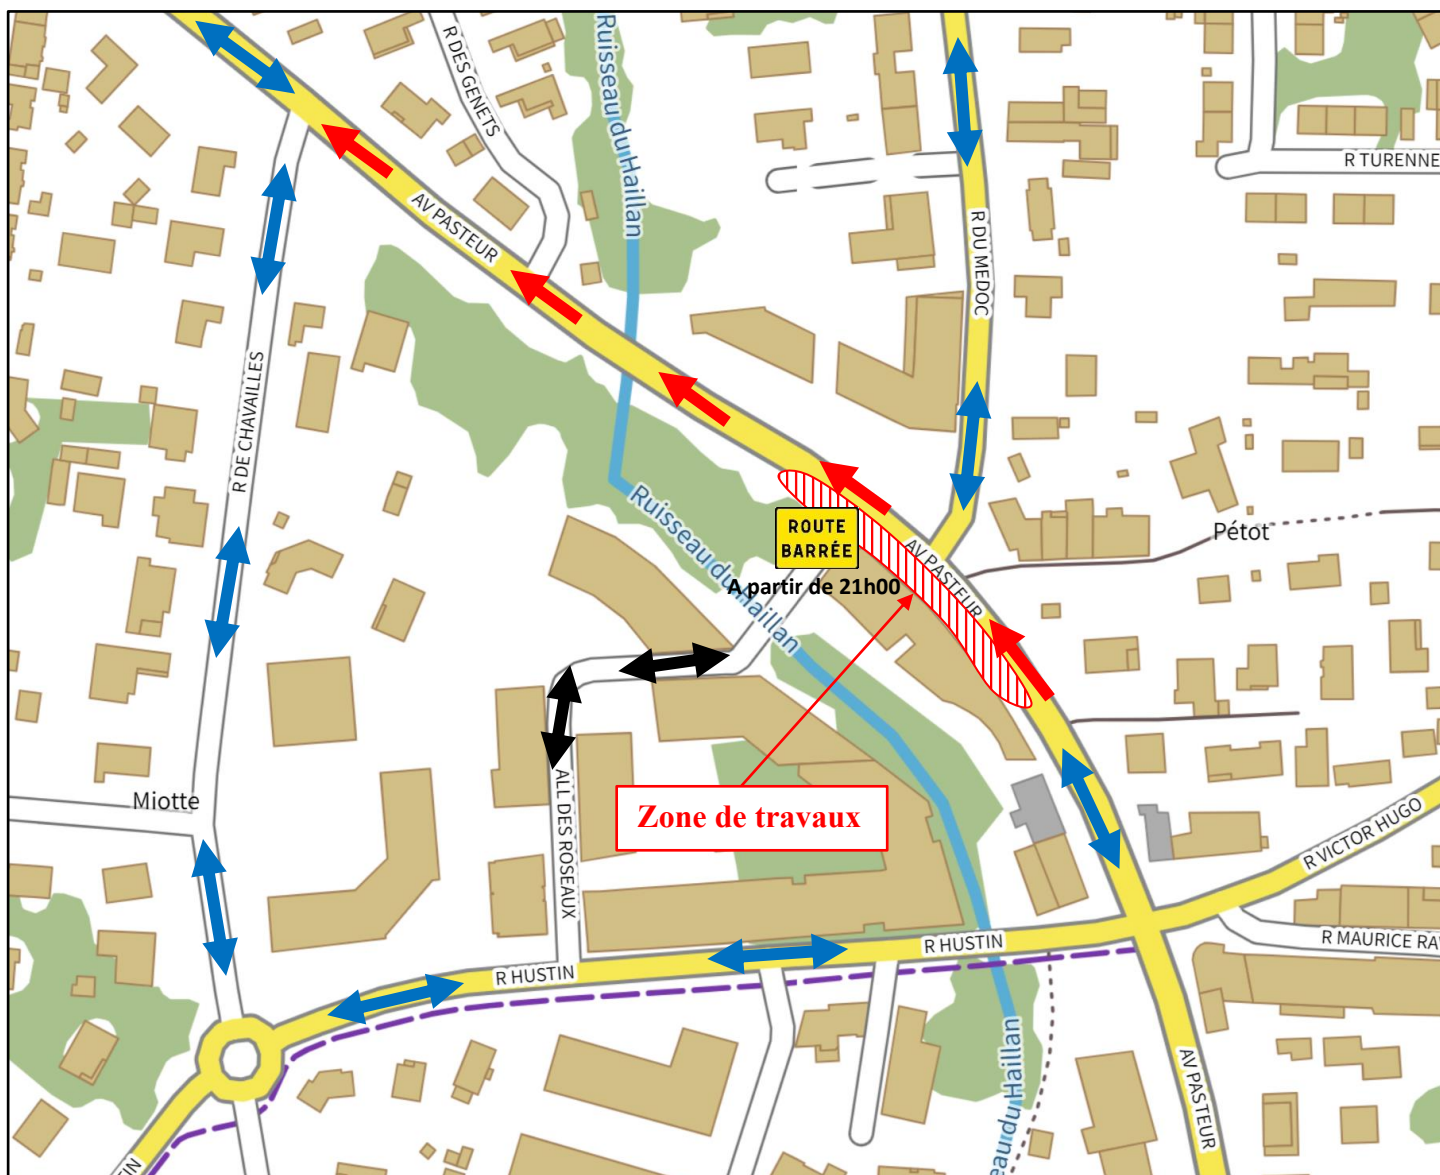 R DES GENETS
Ruisseau du Haillan
R TURENNE
AV PASTEUR
R DU MEDOC
R DE CHAVAILLES
Ruisseau du Haillan
ROUTE
BARRÉE
A partir de 21h00
AV PASTEUR
Pétot
Miotte
ALL DES ROSEAUX
Zone de travaux
R VICTOR HUGO
R HUSTIN
R HUSTIN
R MAURICE RA
eau du Haillan
AV PASTEUR
TIN